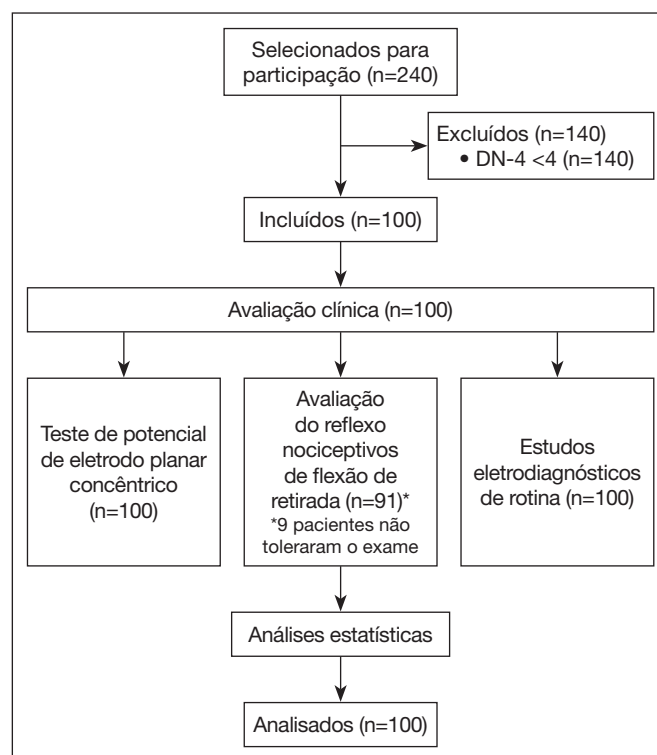 Selecionados para
participação (n=240)
Excluídos (n=140)
• DN-4 <4 (n=140)
Incluídos (n=100)
Avaliação clínica (n=100)
Teste de potencial
de eletrodo planar
concêntrico
(n=100)
Avaliação
do reflexo
nociceptivos
de flexão de
retirada (n=91)*
*9 pacientes não
toleraram o exame
Estudos
eletrodiagnósticos
de rotina (n=100)
Análises estatísticas
Analisados (n=100)